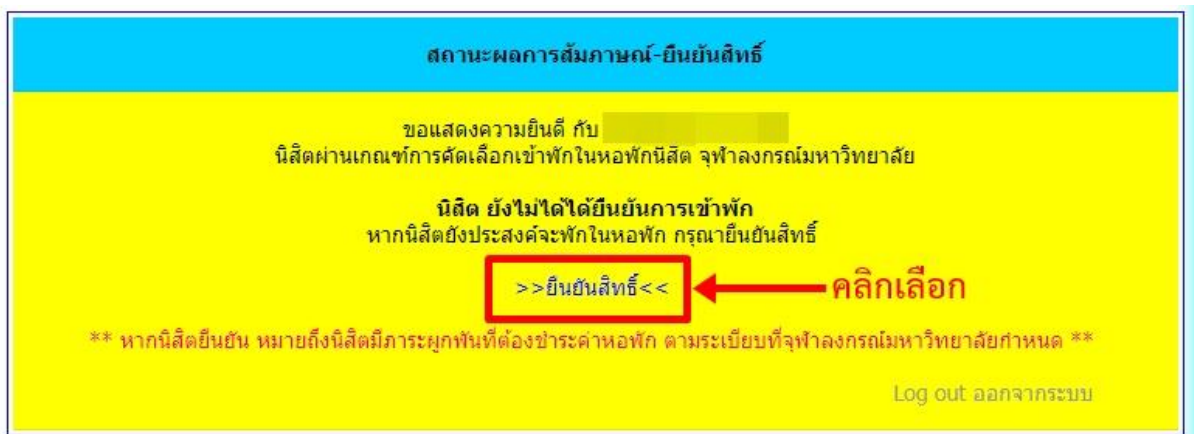 สถานะผลการสัมภาษณ์-ยืนยันสิทธิ์
ขอแสดงความยินดี กับ
นิสิตผ่านเกณฑ์การคัดเลือกเข้าพักในหอพักนิสิต จุฬาลงกรณ์มหาวิทยาลัย
นิสิต ยังไม่ได้ได้ยืนยันการเข้าพัก
หากนิสิตยังประสงค์จะพักในหอพัก กรุณายืนยันสิทธิ์
>>ยืนยันสิทธิ์<< คลิกเลือก
** หากนิสิตยืนยัน หมายถึงนิสิตมีภาระผูกพันที่ต้องชำระค่าหอพัก ตามระเบียบที่จุฬาลงกรณ์มหาวิทยาลัยกำหนด **
Log out ออกจากระบบ